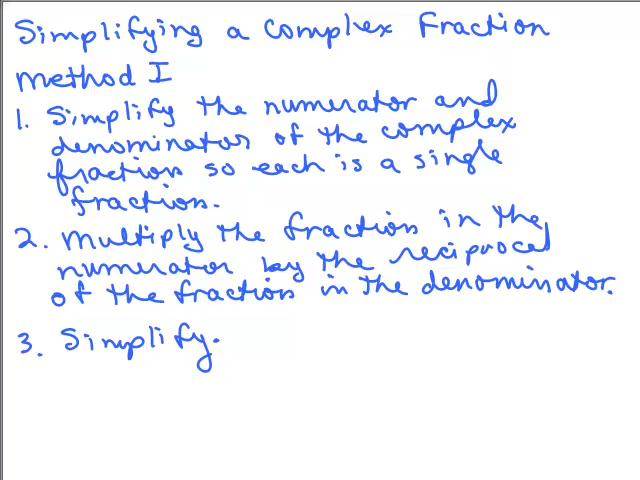 Simplifying a Complex Fraction
Method I
1. Simplify the numerator and
denominator of the complex
fraction so each is a single
fraction.
2. Multiply the fraction in the
numerator by the reciprocal
of the fraction in the denominator.
3. Simplify.